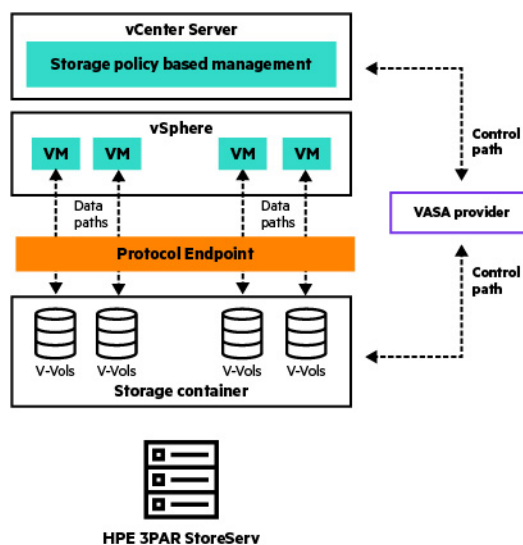 vCenter Server
Storage policy based management
vSphere
VM
VM
VM
VM
Data
paths
Data
paths
Control
path
VASA provider
Protocol Endpoint
Control
path
V-Vols
V-Vols
V-Vols
V-Vols
Storage container
HPE 3PAR StoreServ